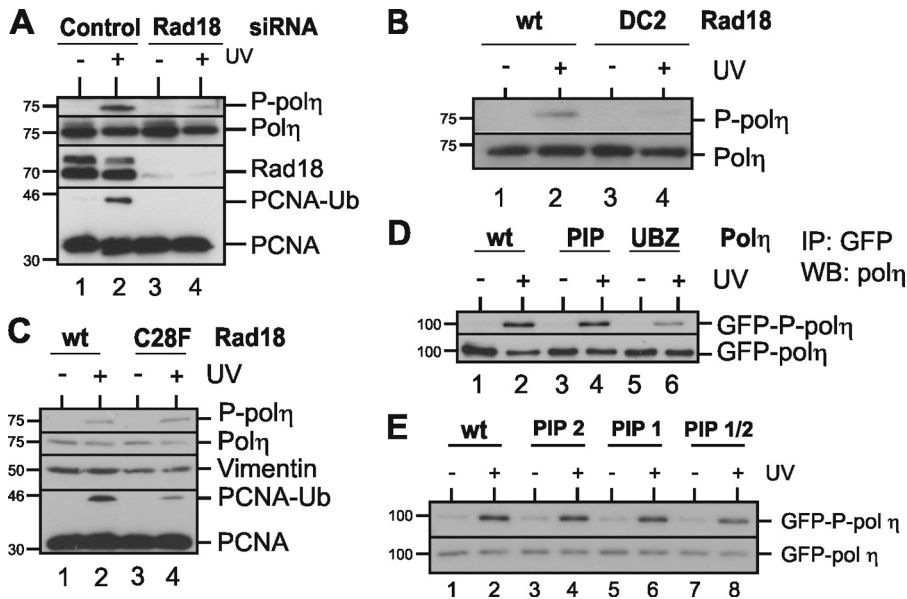 A
Control Rad18 siRNA
- + - + UV
75 P-polη
75 Polη
70 Rad18
46 PCNA-Ub
PCNA
30
1 2 3 4
B
wt DC2 Rad18
- + - + UV
75 P-polη
75 Polη
1 2 3 4
C
wt C28F Rad18
- + - + UV
75 P-polη
75 Polη
50 Vimentin
46 PCNA-Ub
30 PCNA
1 2 3 4
D
wt PIP UBZ Polη IP: GFP
WB: polη
- + - + - + UV
100 GFP-P-polη
100 GFP-polη
1 2 3 4 5 6
E
wt PIP 2 PIP 1 PIP 1/2
- + - + - + - + UV
100 GFP-P-pol η
100 GFP-pol η
1 2 3 4 5 6 7 8